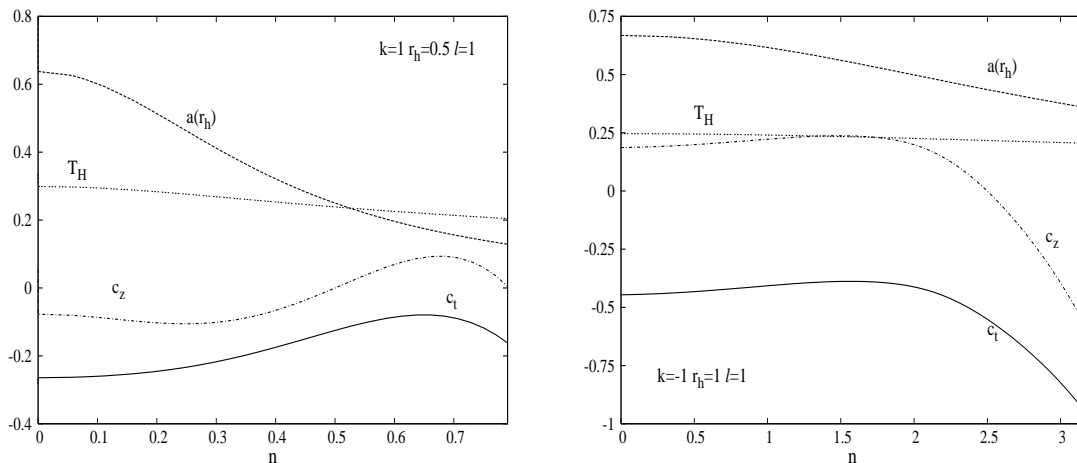 0.8
0.6
0.4
0.2
0
-0.2
-0.4
0 0.1 0.2 0.3 0.4 0.5 0.6 0.7
n
k=1 r_h=0.5 l=1
a(r_h)
T_H
c_z
c_t
0.75
0.5
0.25
0
-0.25
-0.5
-0.75
-1
0 0.5 1 1.5 2 2.5 3
n
a(r_h)
T_H
c_z
c_t
k=-1 r_h=1 l=1